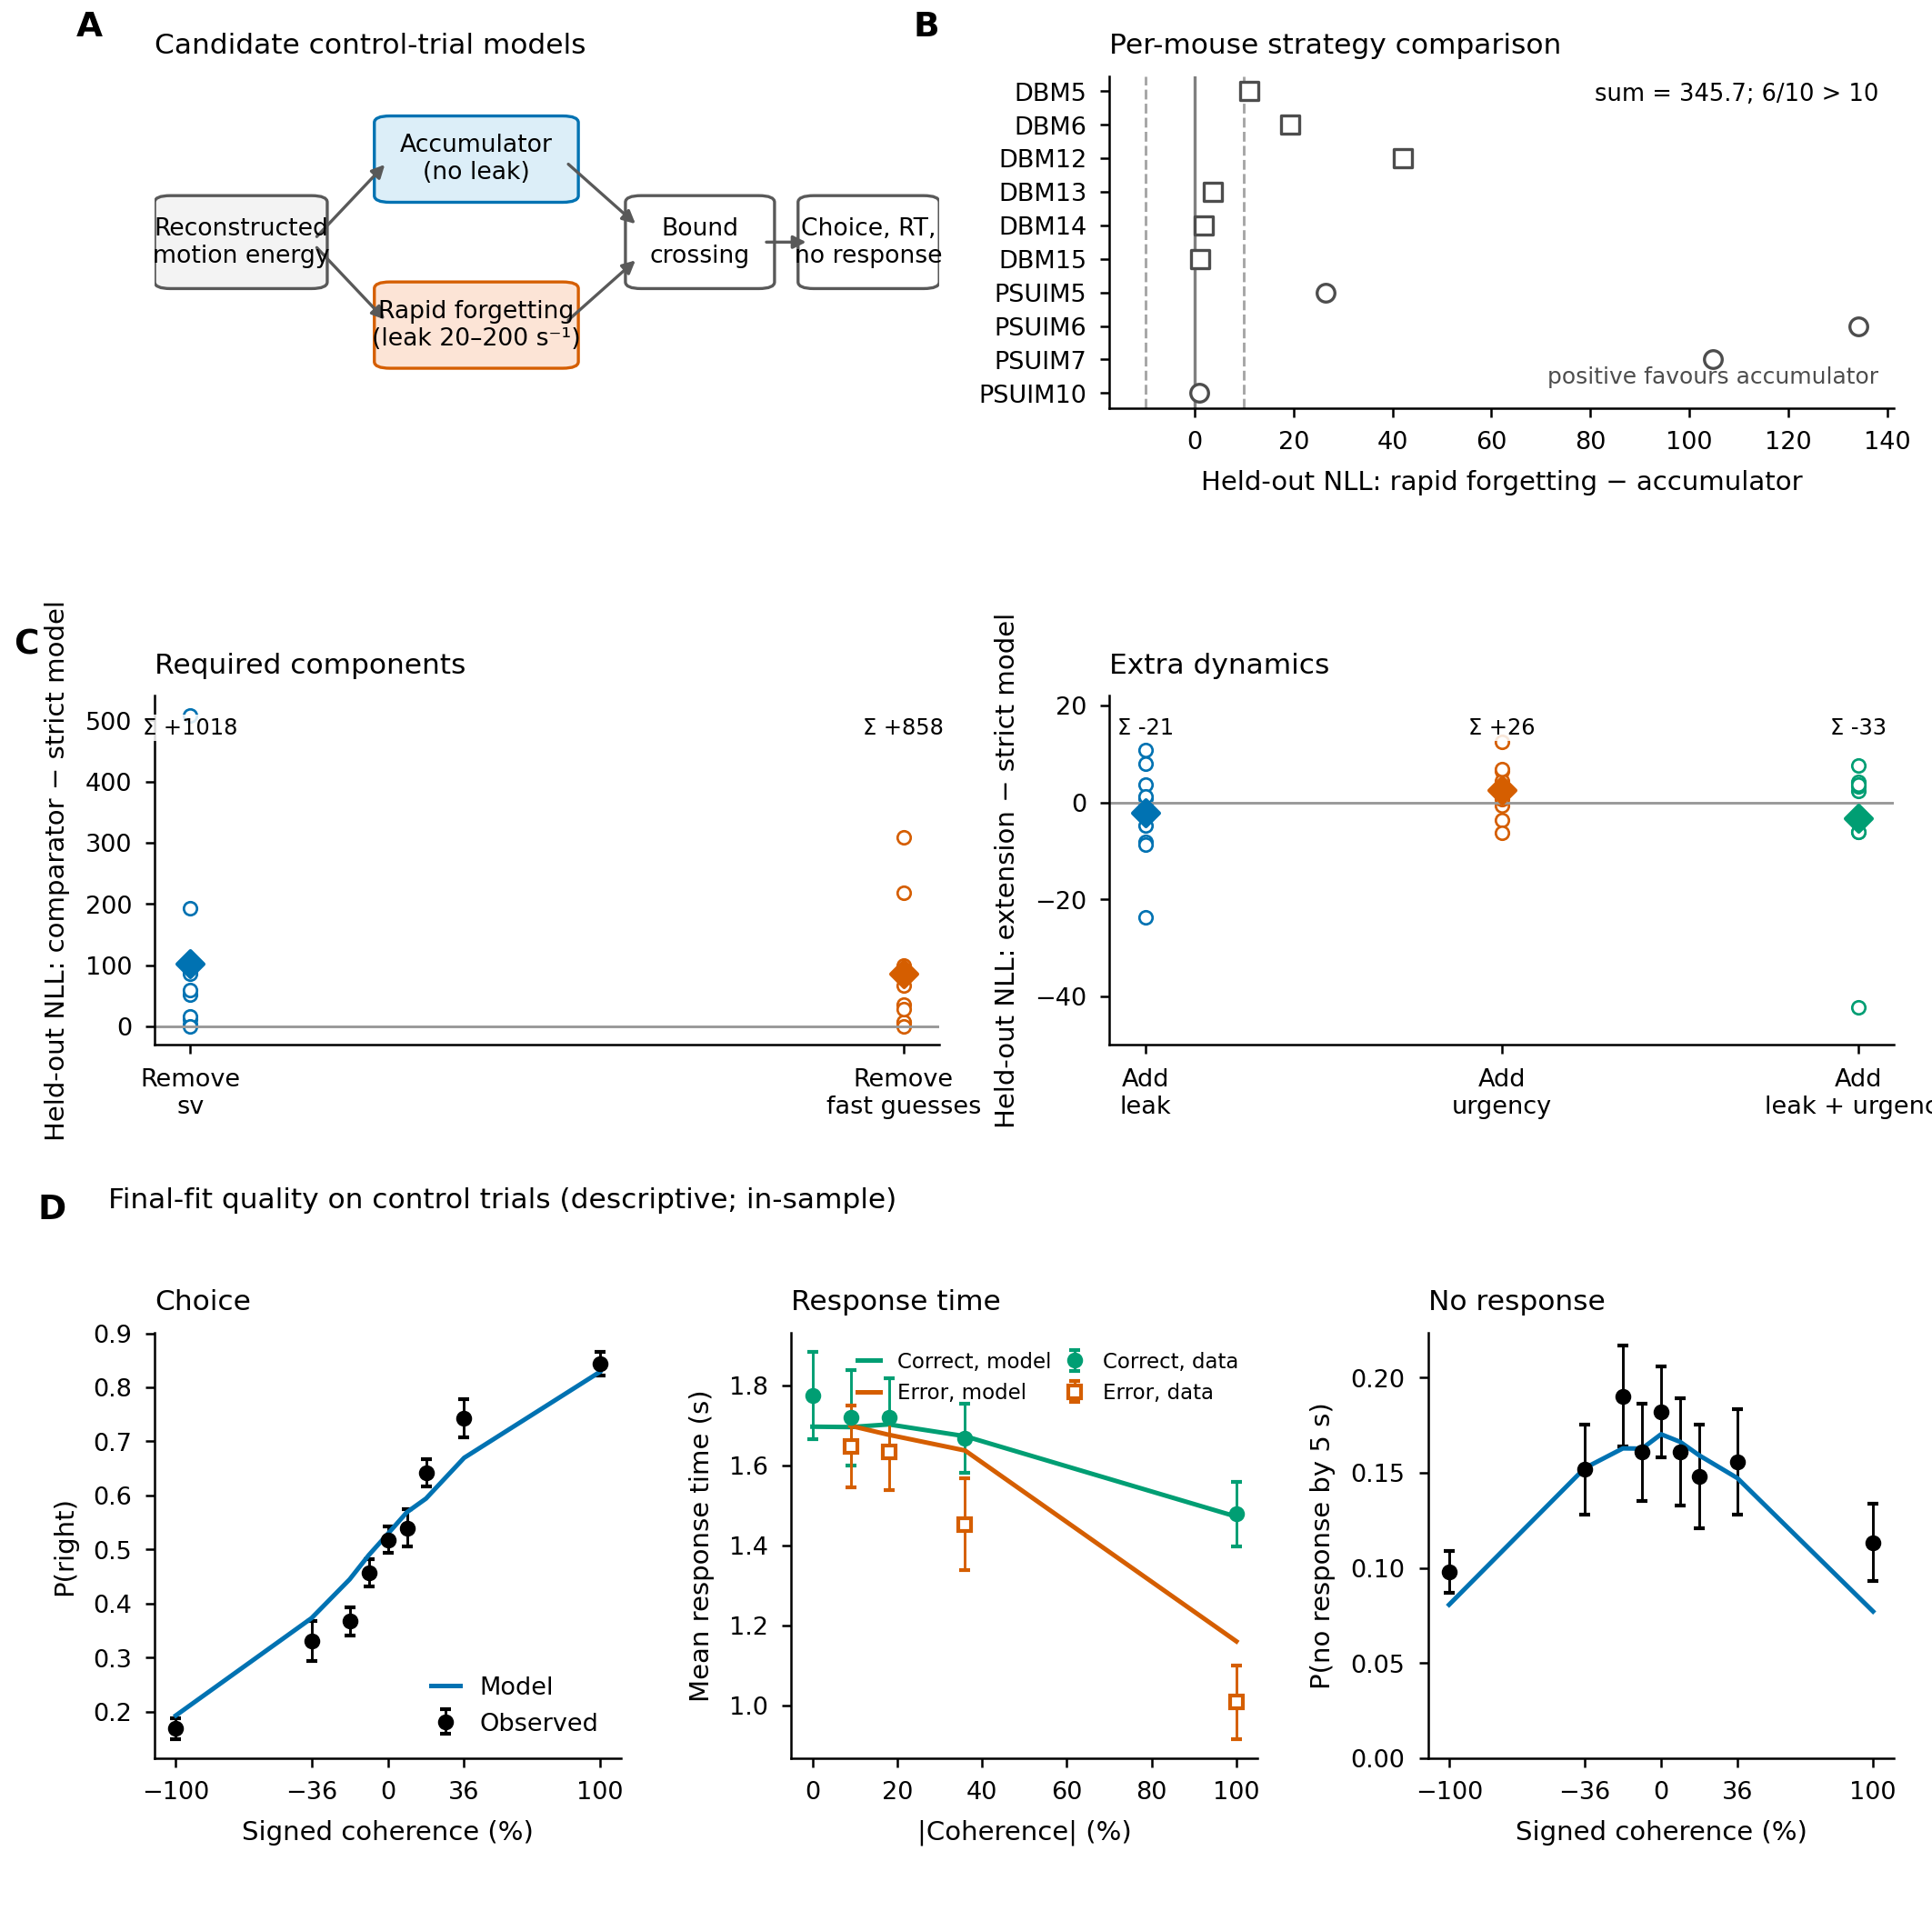 A
Candidate control-trial models
Accumulator
(no leak)
Reconstructed
motion energy
Rapid forgetting
(leak 20–200 s⁻¹)
Bound
crossing
Choice, RT,
no response
B
Per-mouse strategy comparison
sum = 345.7; 6/10 > 10
DBM5
DBM6
DBM12
DBM13
DBM14
DBM15
PSUIM5
PSUIM6
PSUIM7
PSUIM10
positive favours accumulator
0 20 40 60 80 100 120 140
Held-out NLL: rapid forgetting − accumulator
C
Required components
Held-out NLL: comparator − strict model
500
400
300
200
100
0
Σ +1018
Σ +858
Remove
sv
Remove
fast guesses
Extra dynamics
Held-out NLL: extension − strict model
20
0
−20
−40
Σ -21
Σ +26
Σ -33
Add
leak
Add
urgency
Add
leak + urgenc
D
Final-fit quality on control trials (descriptive; in-sample)
Choice
P(right)
0.9
0.8
0.7
0.6
0.5
0.4
0.3
0.2
Model
Observed
−100 −36 0 36 100
Signed coherence (%)
Response time
Mean response time (s)
1.8
1.6
1.4
1.2
1.0
Correct, model
Error, model
Correct, data
Error, data
0 20 40 60 80 100
|Coherence| (%)
No response
P(no response by 5 s)
0.20
0.15
0.10
0.05
0.00
−100 −36 0 36 100
Signed coherence (%)